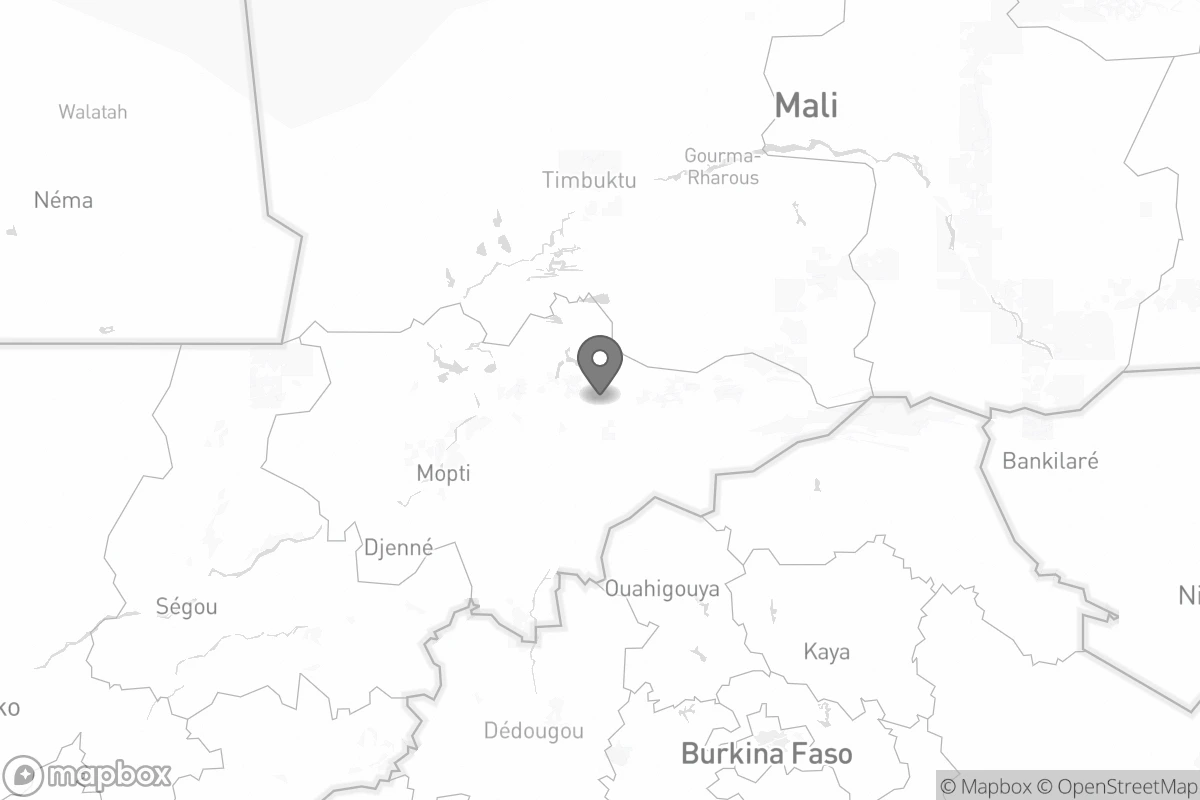 Walatah
Mali
Gourma-
Rharous
Timbuktu
Néma
Bankilaré
Mopti
Djenné
Ouahigouya
Ni
Ségou
Kaya
ko
Dédougou
Burkina Faso
mapbox
© Mapbox © OpenStreetMap